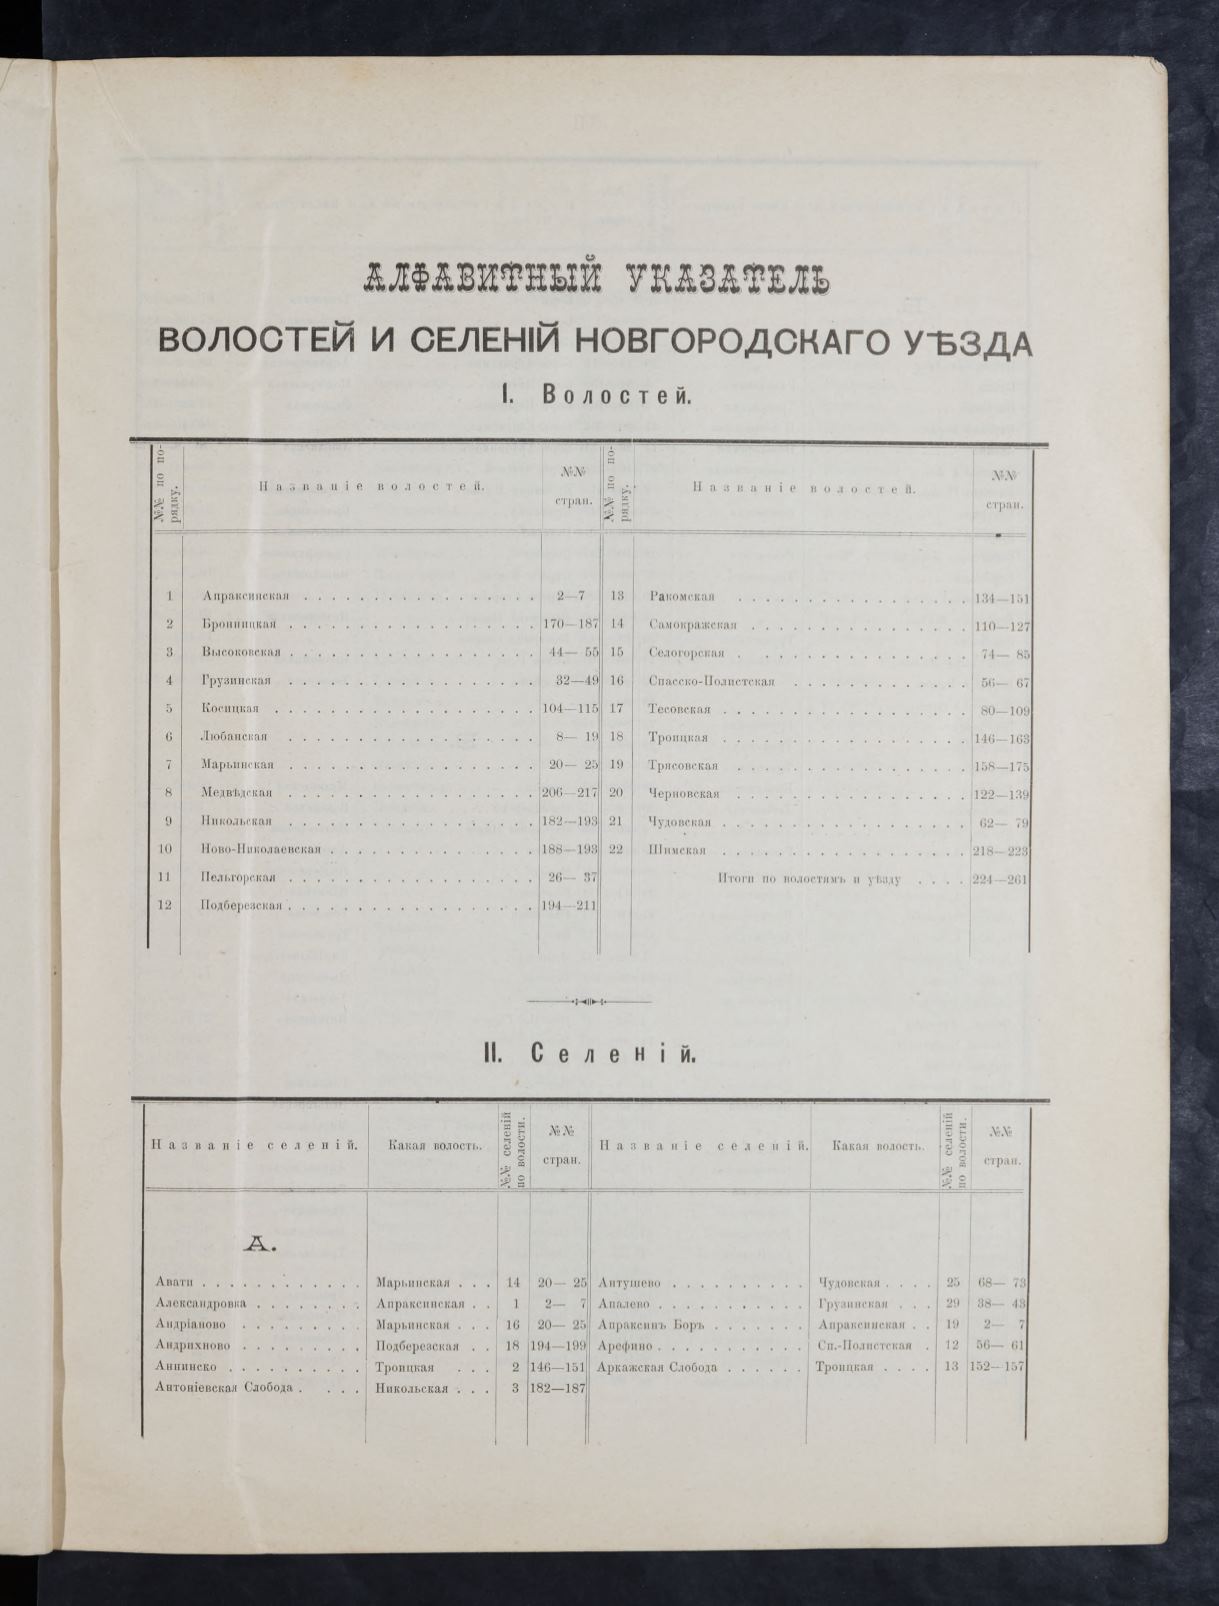 АЛФАВИТНЫЙ УКАЗАТЕЛЬ
ВОЛОСТЕЙ И СЕЛЕНІЙ НОВГОРОДСКАГО УѢЗДА
I. Волостей.
№№ по порядку. Названіе волостей. №№ стран. №№ по порядку. Названіе волостей. №№ стран.
1 Апраксинская 2—7 13 Ракомская 134—151
2 Бронницкая 170—187 14 Самокражская 110—127
3 Высоковская 44—55 15 Селогорская 74—85
4 Грузинская 32—49 16 Спасско-Полистская 56—67
5 Косицкая 104—115 17 Тесовская 80—109
6 Любанская 8—19 18 Троицкая 146—163
7 Марьинская 20—25 19 Трясовская 158—175
8 Медвѣдская 206—217 20 Черновская 122—139
9 Никольская 182—193 21 Чудовская 62—79
10 Ново-Николаевская 188—193 22 Шимская 218—223
11 Пельгорская 26—37 Итоги по волостямъ и уѣзду 224—261
12 Подберезская 194—211
II. Селеній.
Названіе селеній. Какая волость. №№ селеній по волости. №№ стран. Названіе селеній. Какая волость. №№ селеній по волости. №№ стран.
А.
Авати Марьинская 14 20—25 Антушево Чудовская 25 68—73
Александровка Апраксинская 1 2—7 Апалево Грузинская 29 38—43
Андріаново Марьинская 16 20—25 Апраксинъ Боръ Апраксинская 19 2—7
Андрихново Подберезская 18 194—199 Арефино Сп.-Полистская 12 56—61
Аннинско Троицкая 2 146—151 Аркажская Слобода Троицкая 13 152—157
Антоніевская Слобода Никольская 3 182—187